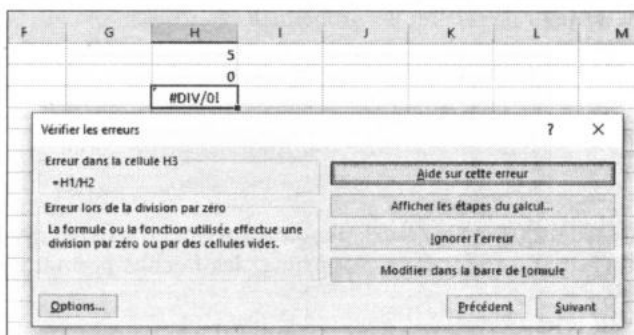 F G H I J K L M
5
0
#DIV/0!
Vérifier les erreurs ? ×
Erreur dans la cellule H3
=H1/H2
Erreur lors de la division par zéro
La formule ou la fonction utilisée effectue une
division par zéro ou par des cellules vides.
Aide sur cette erreur
Afficher les étapes du calcul...
Ignorer l'erreur
Modifier dans la barre de formule
Options...
Précédent Suivant